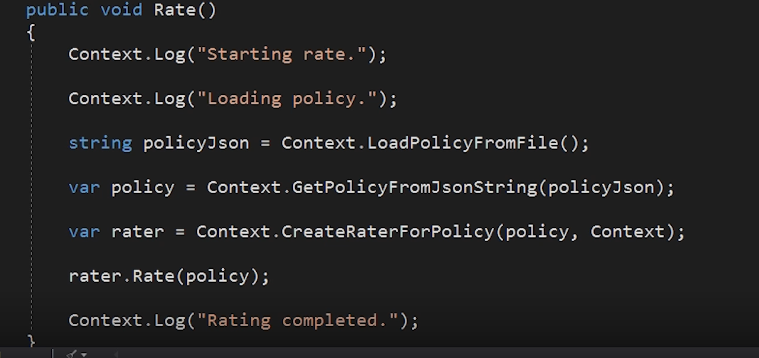 public void Rate()
{
Context.Log("Starting rate.");
Context.Log("Loading policy.");
string policyJson = Context.LoadPolicyFromFile();
var policy = Context.GetPolicyFromJsonString(policyJson);
var rater = Context.CreateRaterForPolicy(policy, Context);
rater.Rate(policy);
Context.Log("Rating completed.");
}